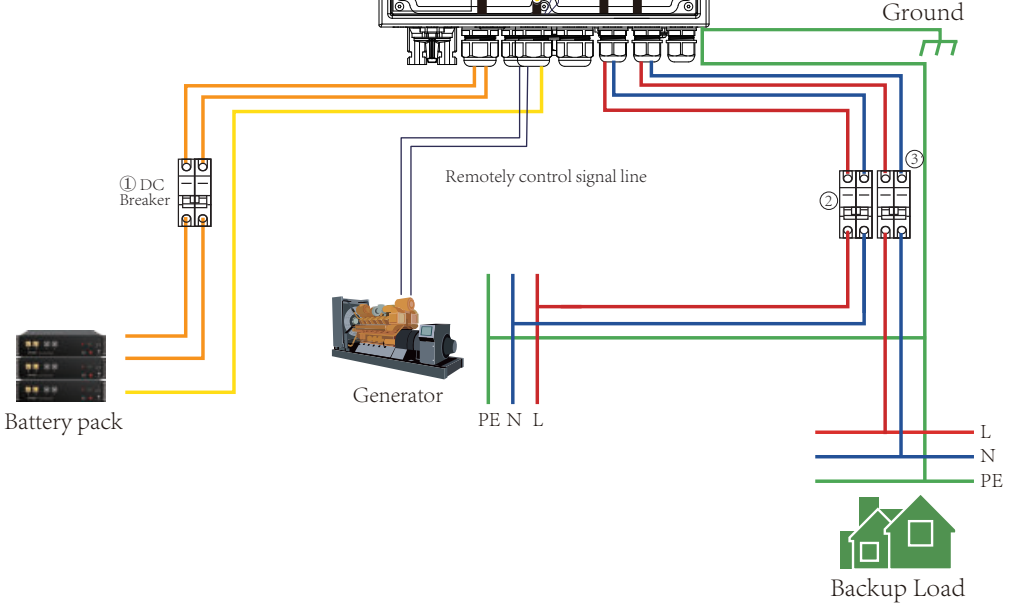 Ground
① DC
Breaker
Remotely control signal line
③
②
Generator
Battery pack
PE N L
L
N
PE
Backup Load